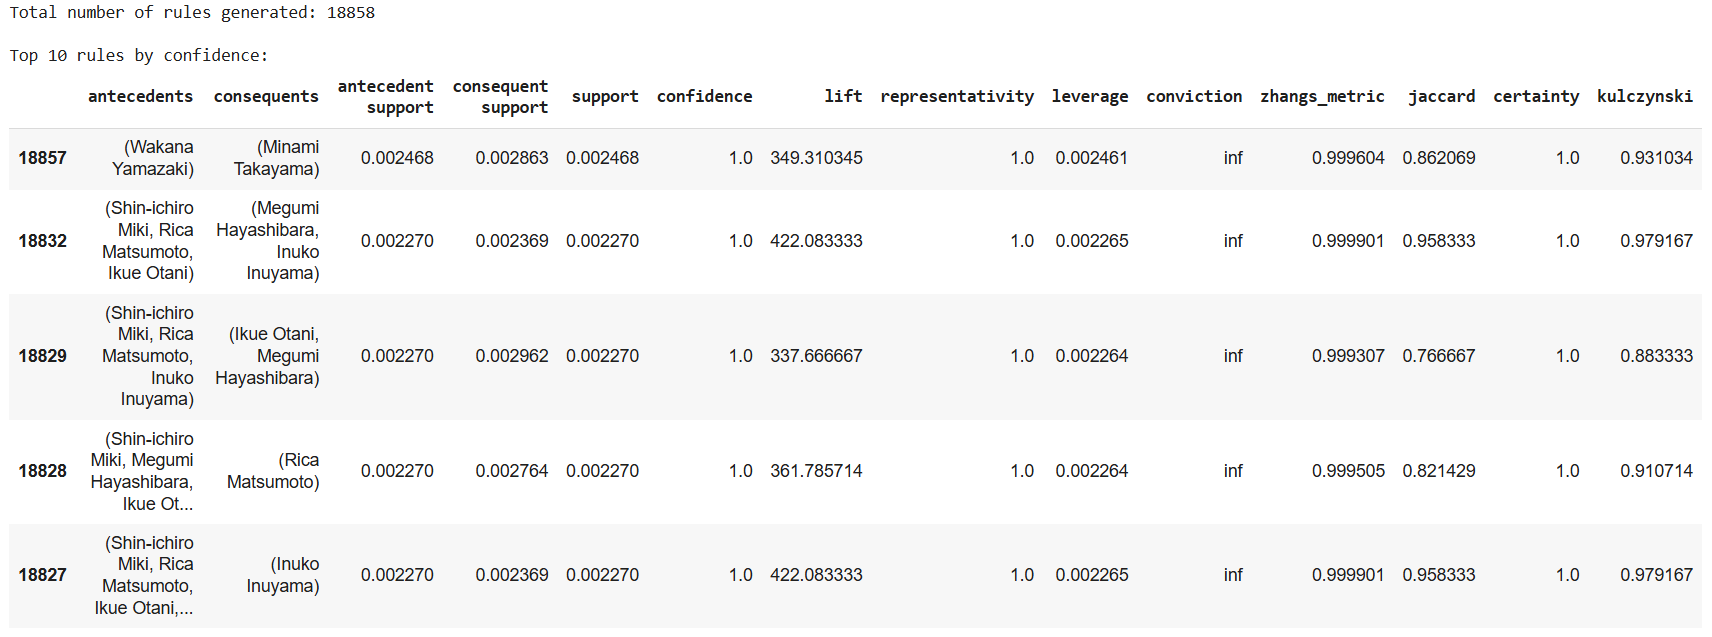 Total number of rules generated: 18858
Top 10 rules by confidence:
antecedents consequents antecedent support consequent support support confidence lift representativity leverage conviction zhangs_metric jaccard certainty kulczynski
18857 (Wakana Yamazaki) (Minami Takayama) 0.002468 0.002863 0.002468 1.0 349.310345 1.0 0.002461 inf 0.999604 0.862069 1.0 0.931034
18832 (Shin-ichiro Miki, Rica Matsumoto, Ikue Otani) (Megumi Hayashibara, Inuko Inuyama) 0.002270 0.002369 0.002270 1.0 422.083333 1.0 0.002265 inf 0.999901 0.958333 1.0 0.979167
18829 (Shin-ichiro Miki, Rica Matsumoto, Inuko Inuyama) (Ikue Otani, Megumi Hayashibara) 0.002270 0.002962 0.002270 1.0 337.666667 1.0 0.002264 inf 0.999307 0.766667 1.0 0.883333
18828 (Shin-ichiro Miki, Megumi Hayashibara, Ikue Ot... (Rica Matsumoto) 0.002270 0.002764 0.002270 1.0 361.785714 1.0 0.002264 inf 0.999505 0.821429 1.0 0.910714
18827 (Shin-ichiro Miki, Rica Matsumoto, Ikue Otani,... (Inuko Inuyama) 0.002270 0.002369 0.002270 1.0 422.083333 1.0 0.002265 inf 0.999901 0.958333 1.0 0.979167